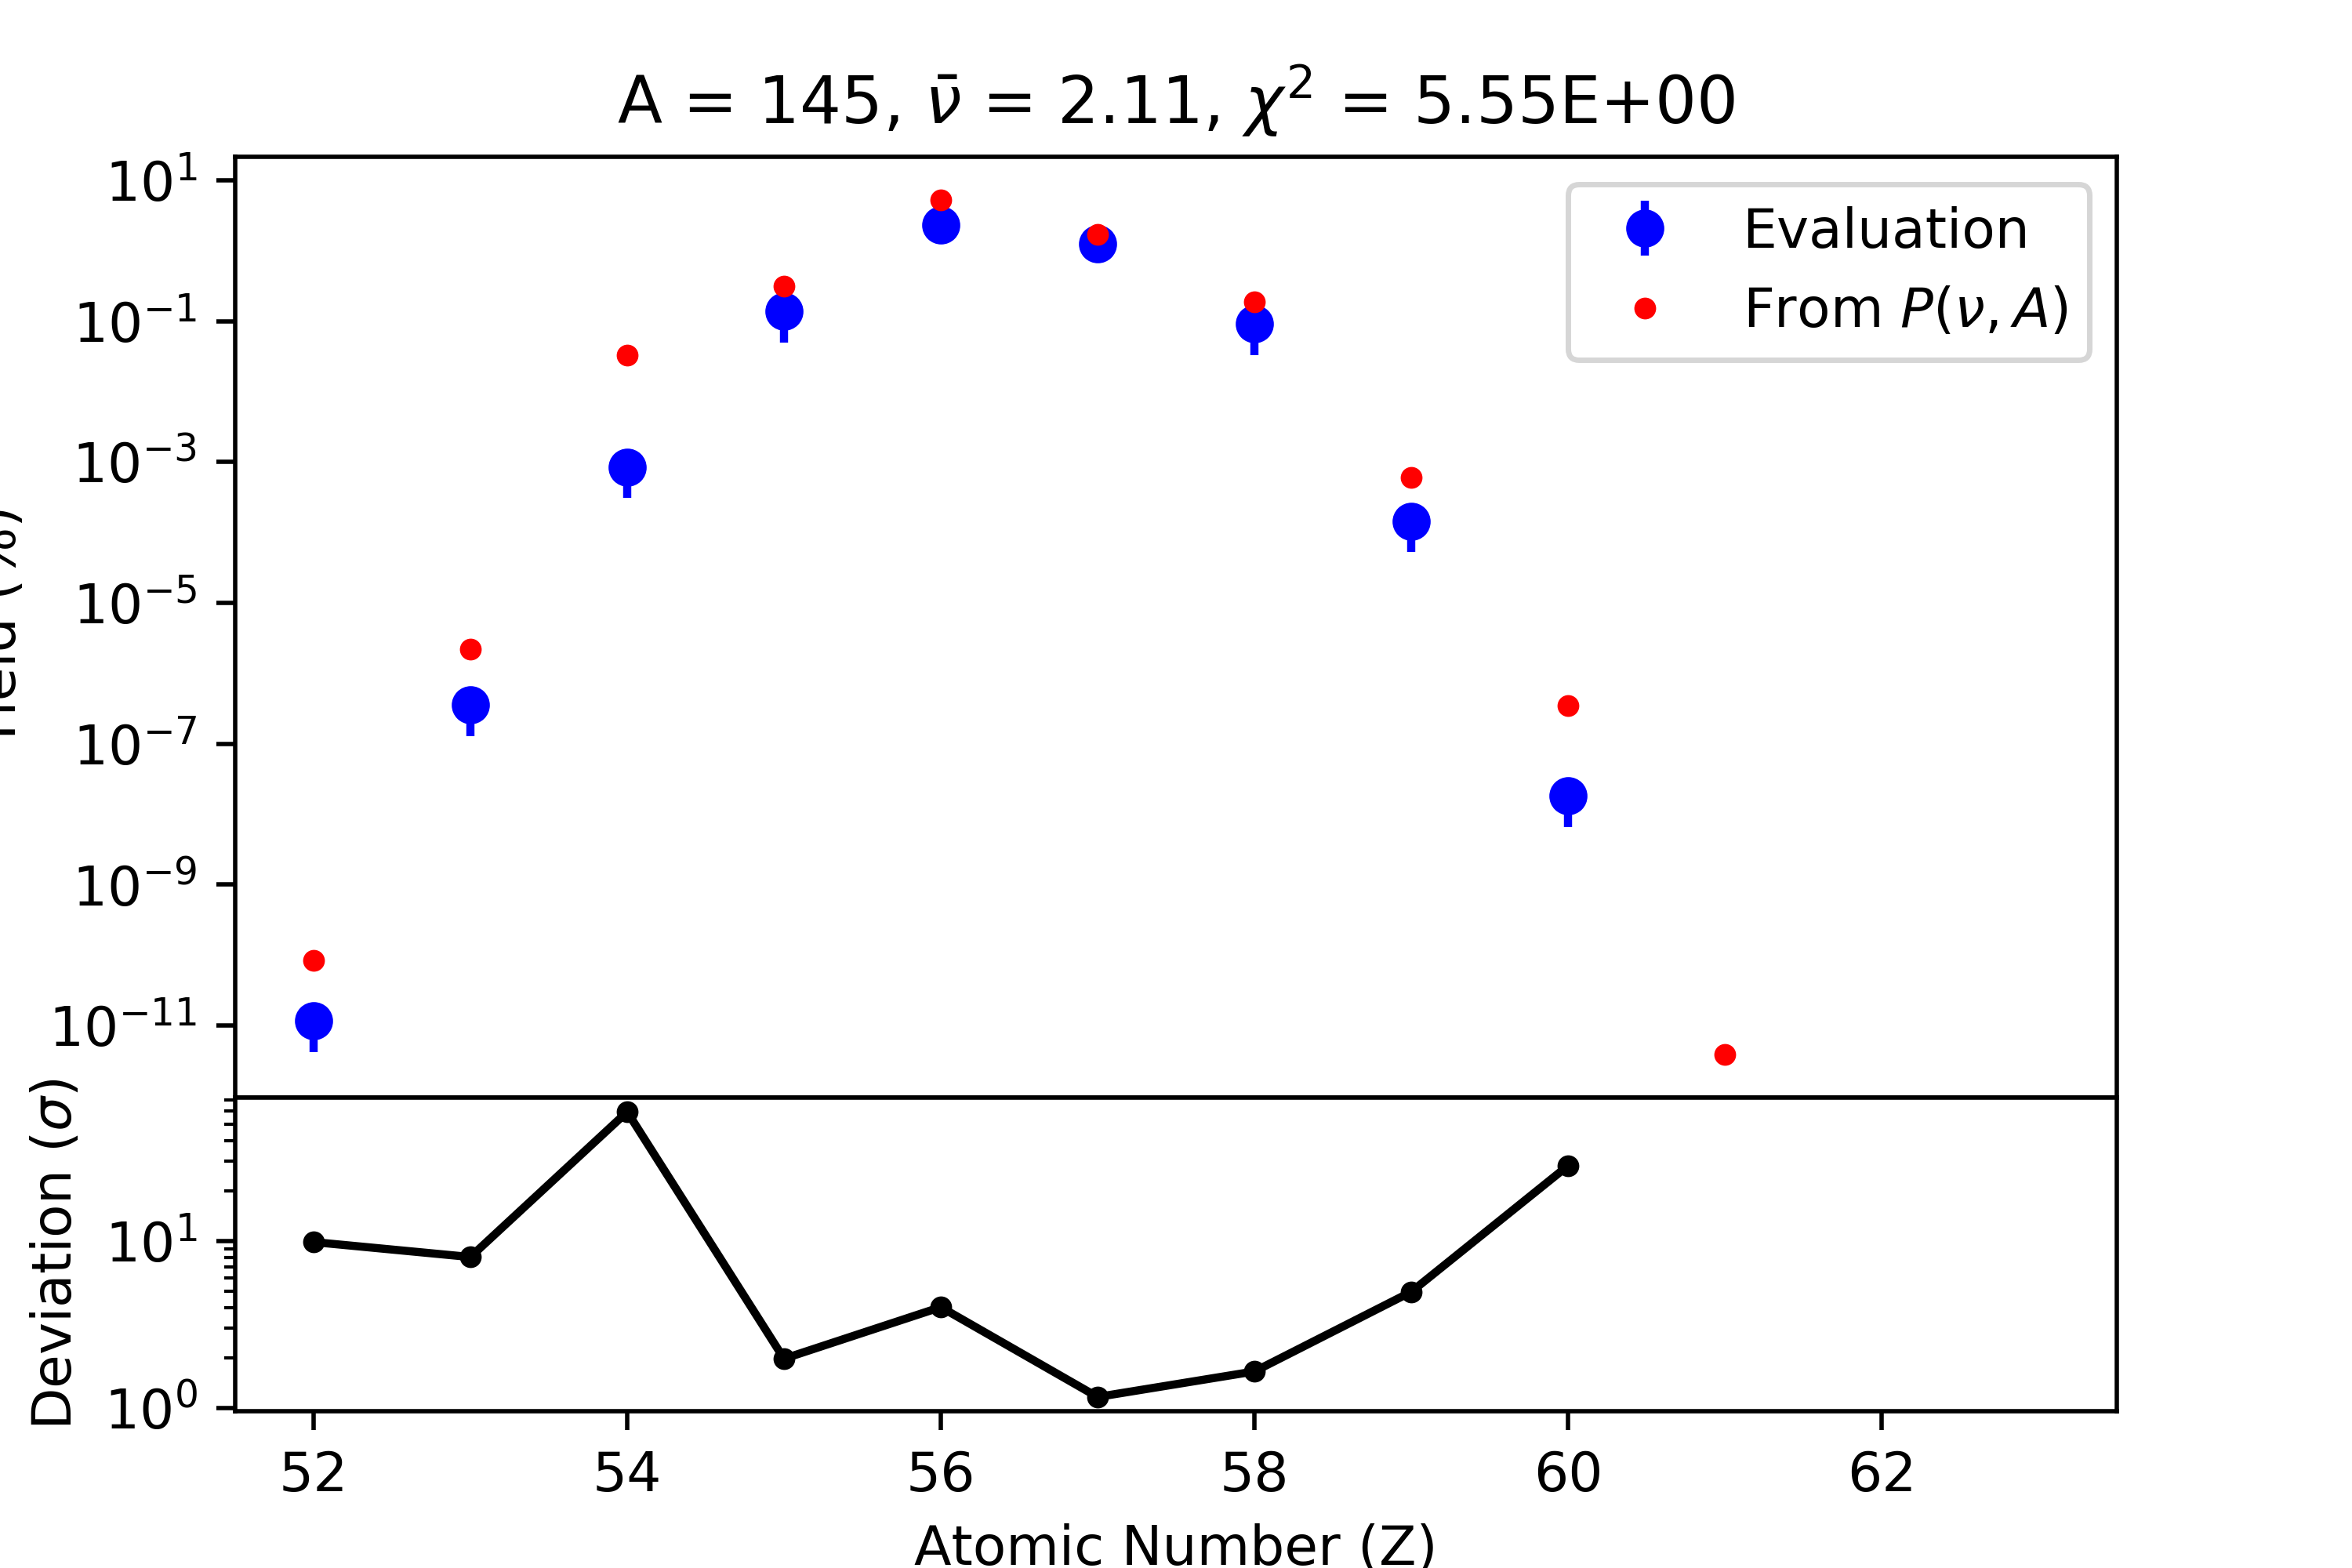 A = 145, ν̄ = 2.11, χ² = 5.55E+00
10¹
10⁻¹
10⁻³
10⁻⁵
10⁻⁷
10⁻⁹
10⁻¹¹
Evaluation
From P(ν, A)
Deviation (σ)
10¹
10⁰
52 54 56 58 60 62
Atomic Number (Z)